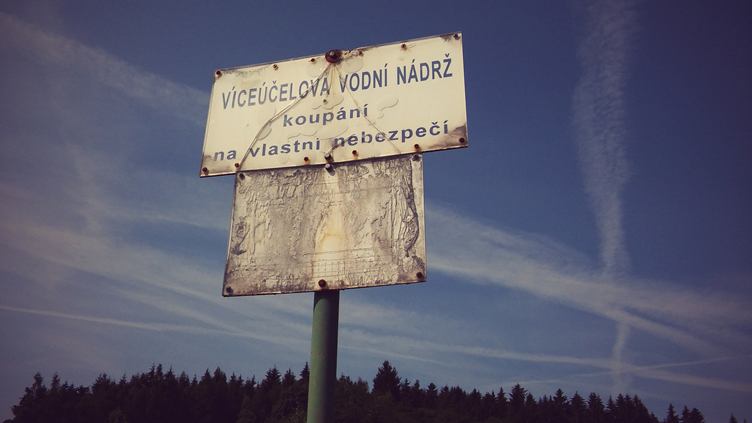 VÍCEÚČELOVÁ VODNÍ NÁDRŽ
koupání
na vlastní nebezpečí